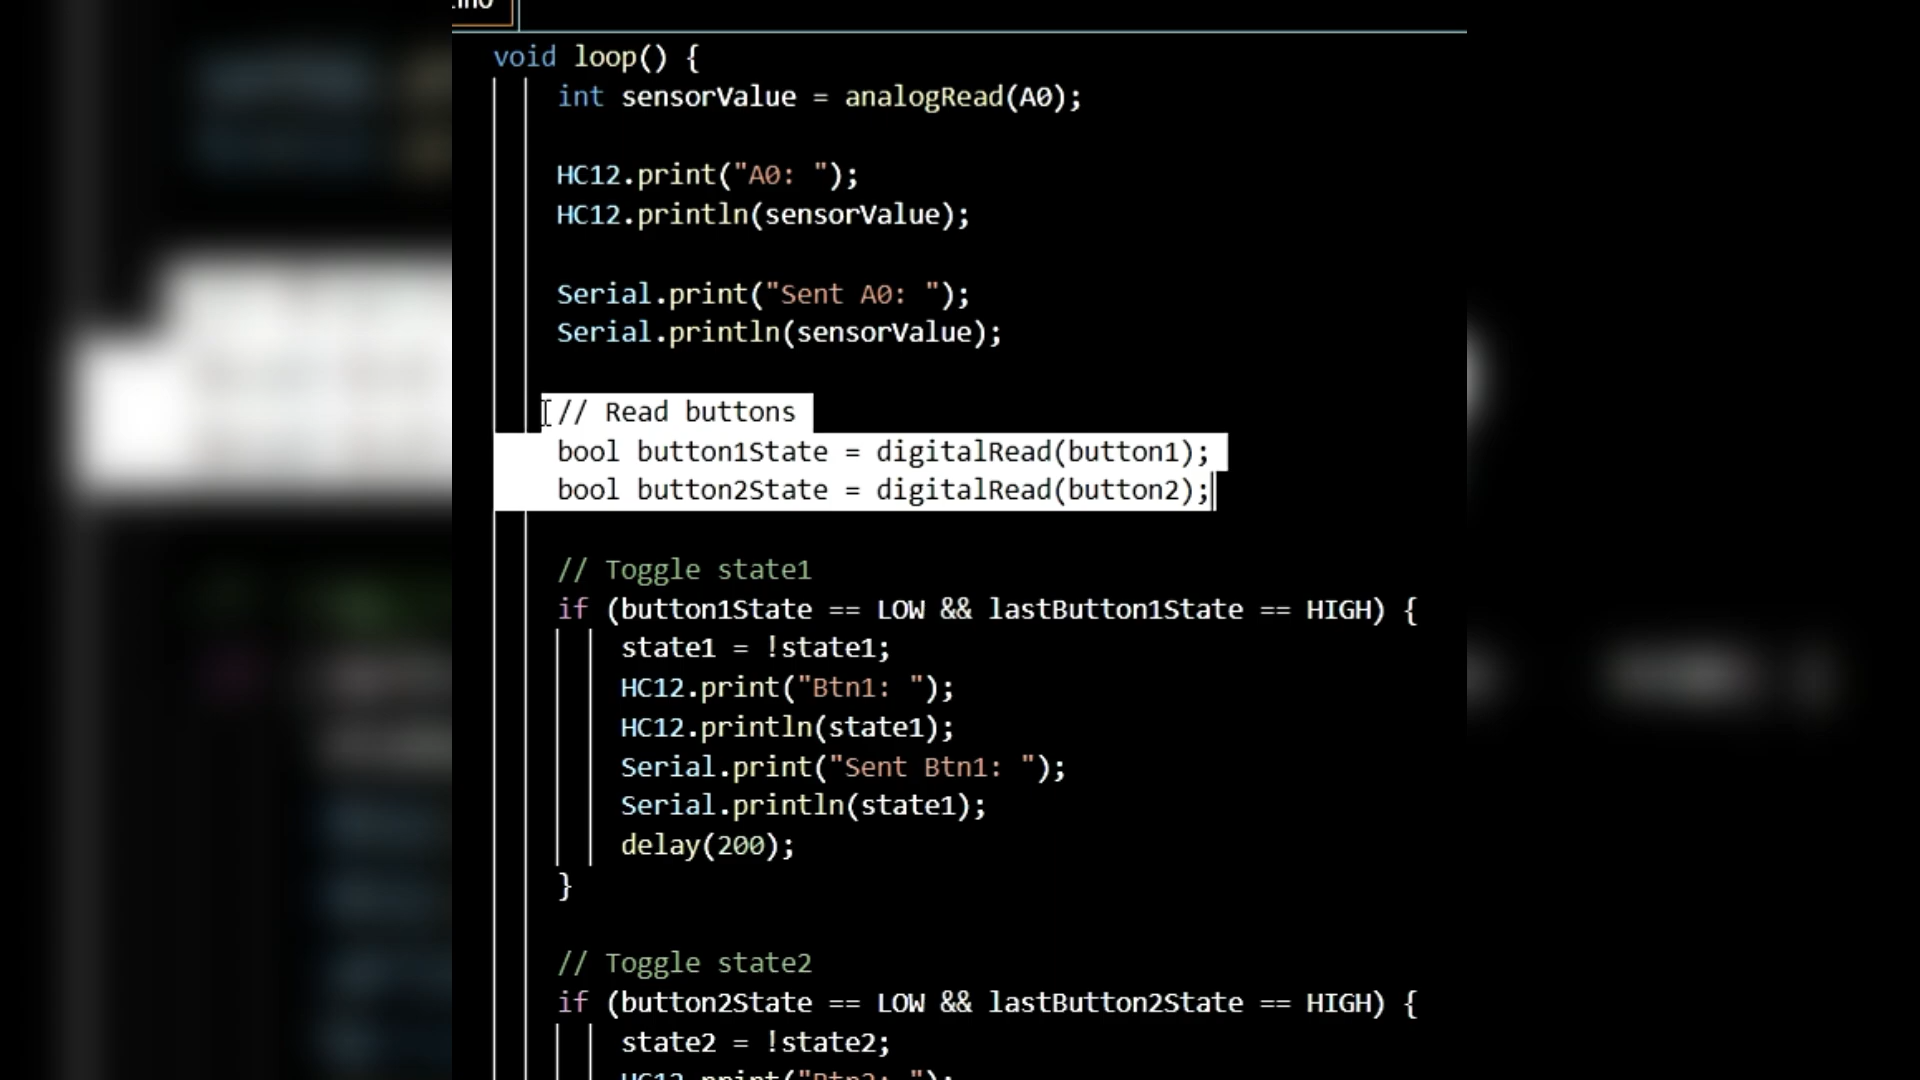 void loop() {
int sensorValue = analogRead(A0);
HC12.print("A0: ");
HC12.println(sensorValue);
Serial.print("Sent A0: ");
Serial.println(sensorValue);
// Read buttons
bool button1State = digitalRead(button1);
bool button2State = digitalRead(button2);
// Toggle state1
if (button1State == LOW && lastButton1State == HIGH) {
state1 = !state1;
HC12.print("Btn1: ");
HC12.println(state1);
Serial.print("Sent Btn1: ");
Serial.println(state1);
delay(200);
}
// Toggle state2
if (button2State == LOW && lastButton2State == HIGH) {
state2 = !state2;
HC12.print("Btn2: ");